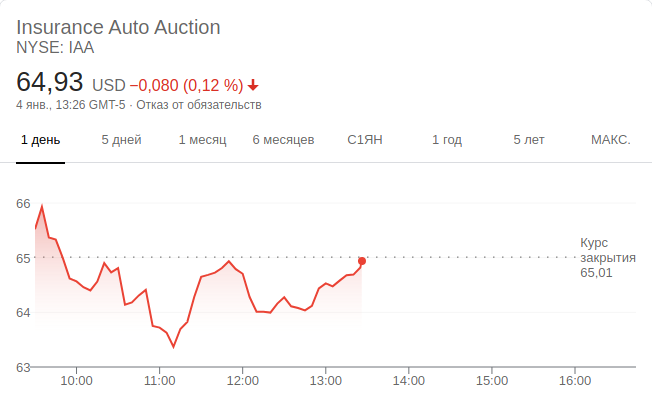 Insurance Auto Auction
NYSE: IAA
64,93 USD −0,080 (0,12 %)
4 янв., 13:26 GMT-5 · Отказ от обязательств
1 день 5 дней 1 месяц 6 месяцев С1ЯН 1 год 5 лет МАКС.
66
Курс
65 закрытия
65,01
64
63
10:00 11:00 12:00 13:00 14:00 15:00 16:00